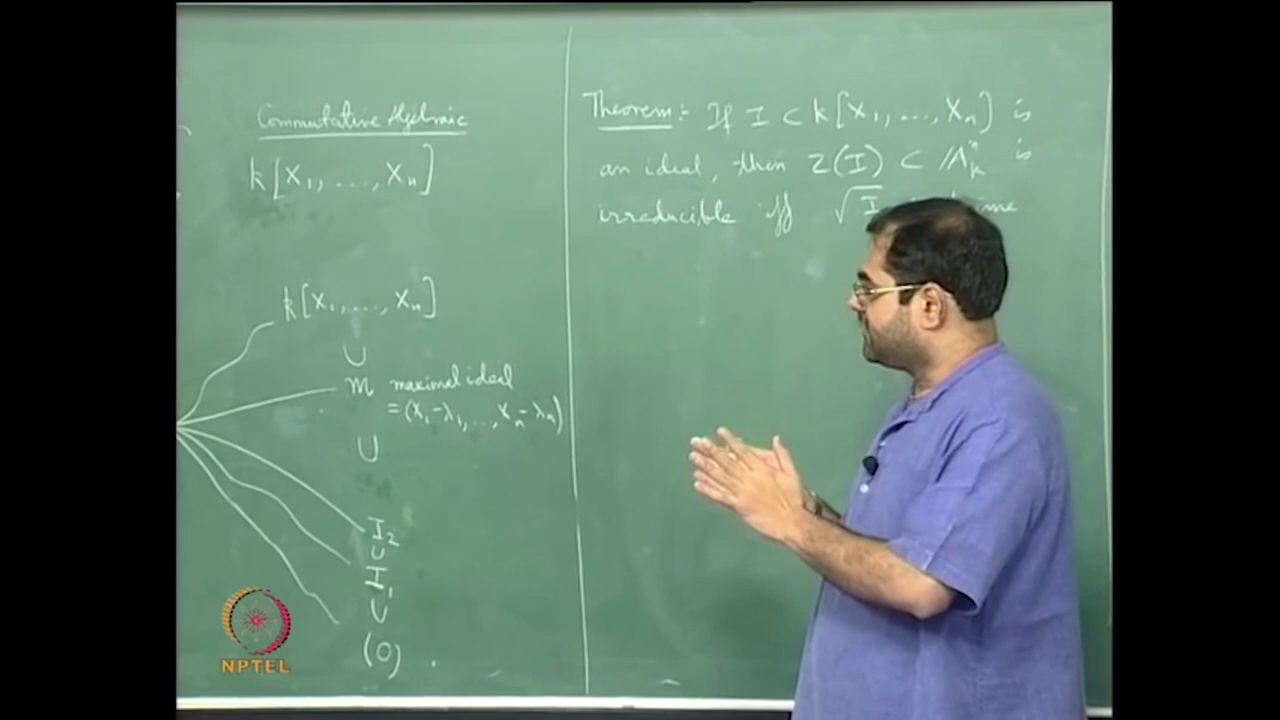 Commutative Algebraic
k[X₁, ..., Xₙ]
k[X₁, ..., Xₙ]
∪
m maximal ideal
= (X₁-λ₁, ..., Xₙ-λₙ)
∪
I₂
∪
I₁
∪
(0)
Theorem:- If I ⊂ k[X₁, ..., Xₙ] is
an ideal, then Z(I) ⊂ 𝔸ⁿₖ is
irreducible iff √I
NPTEL